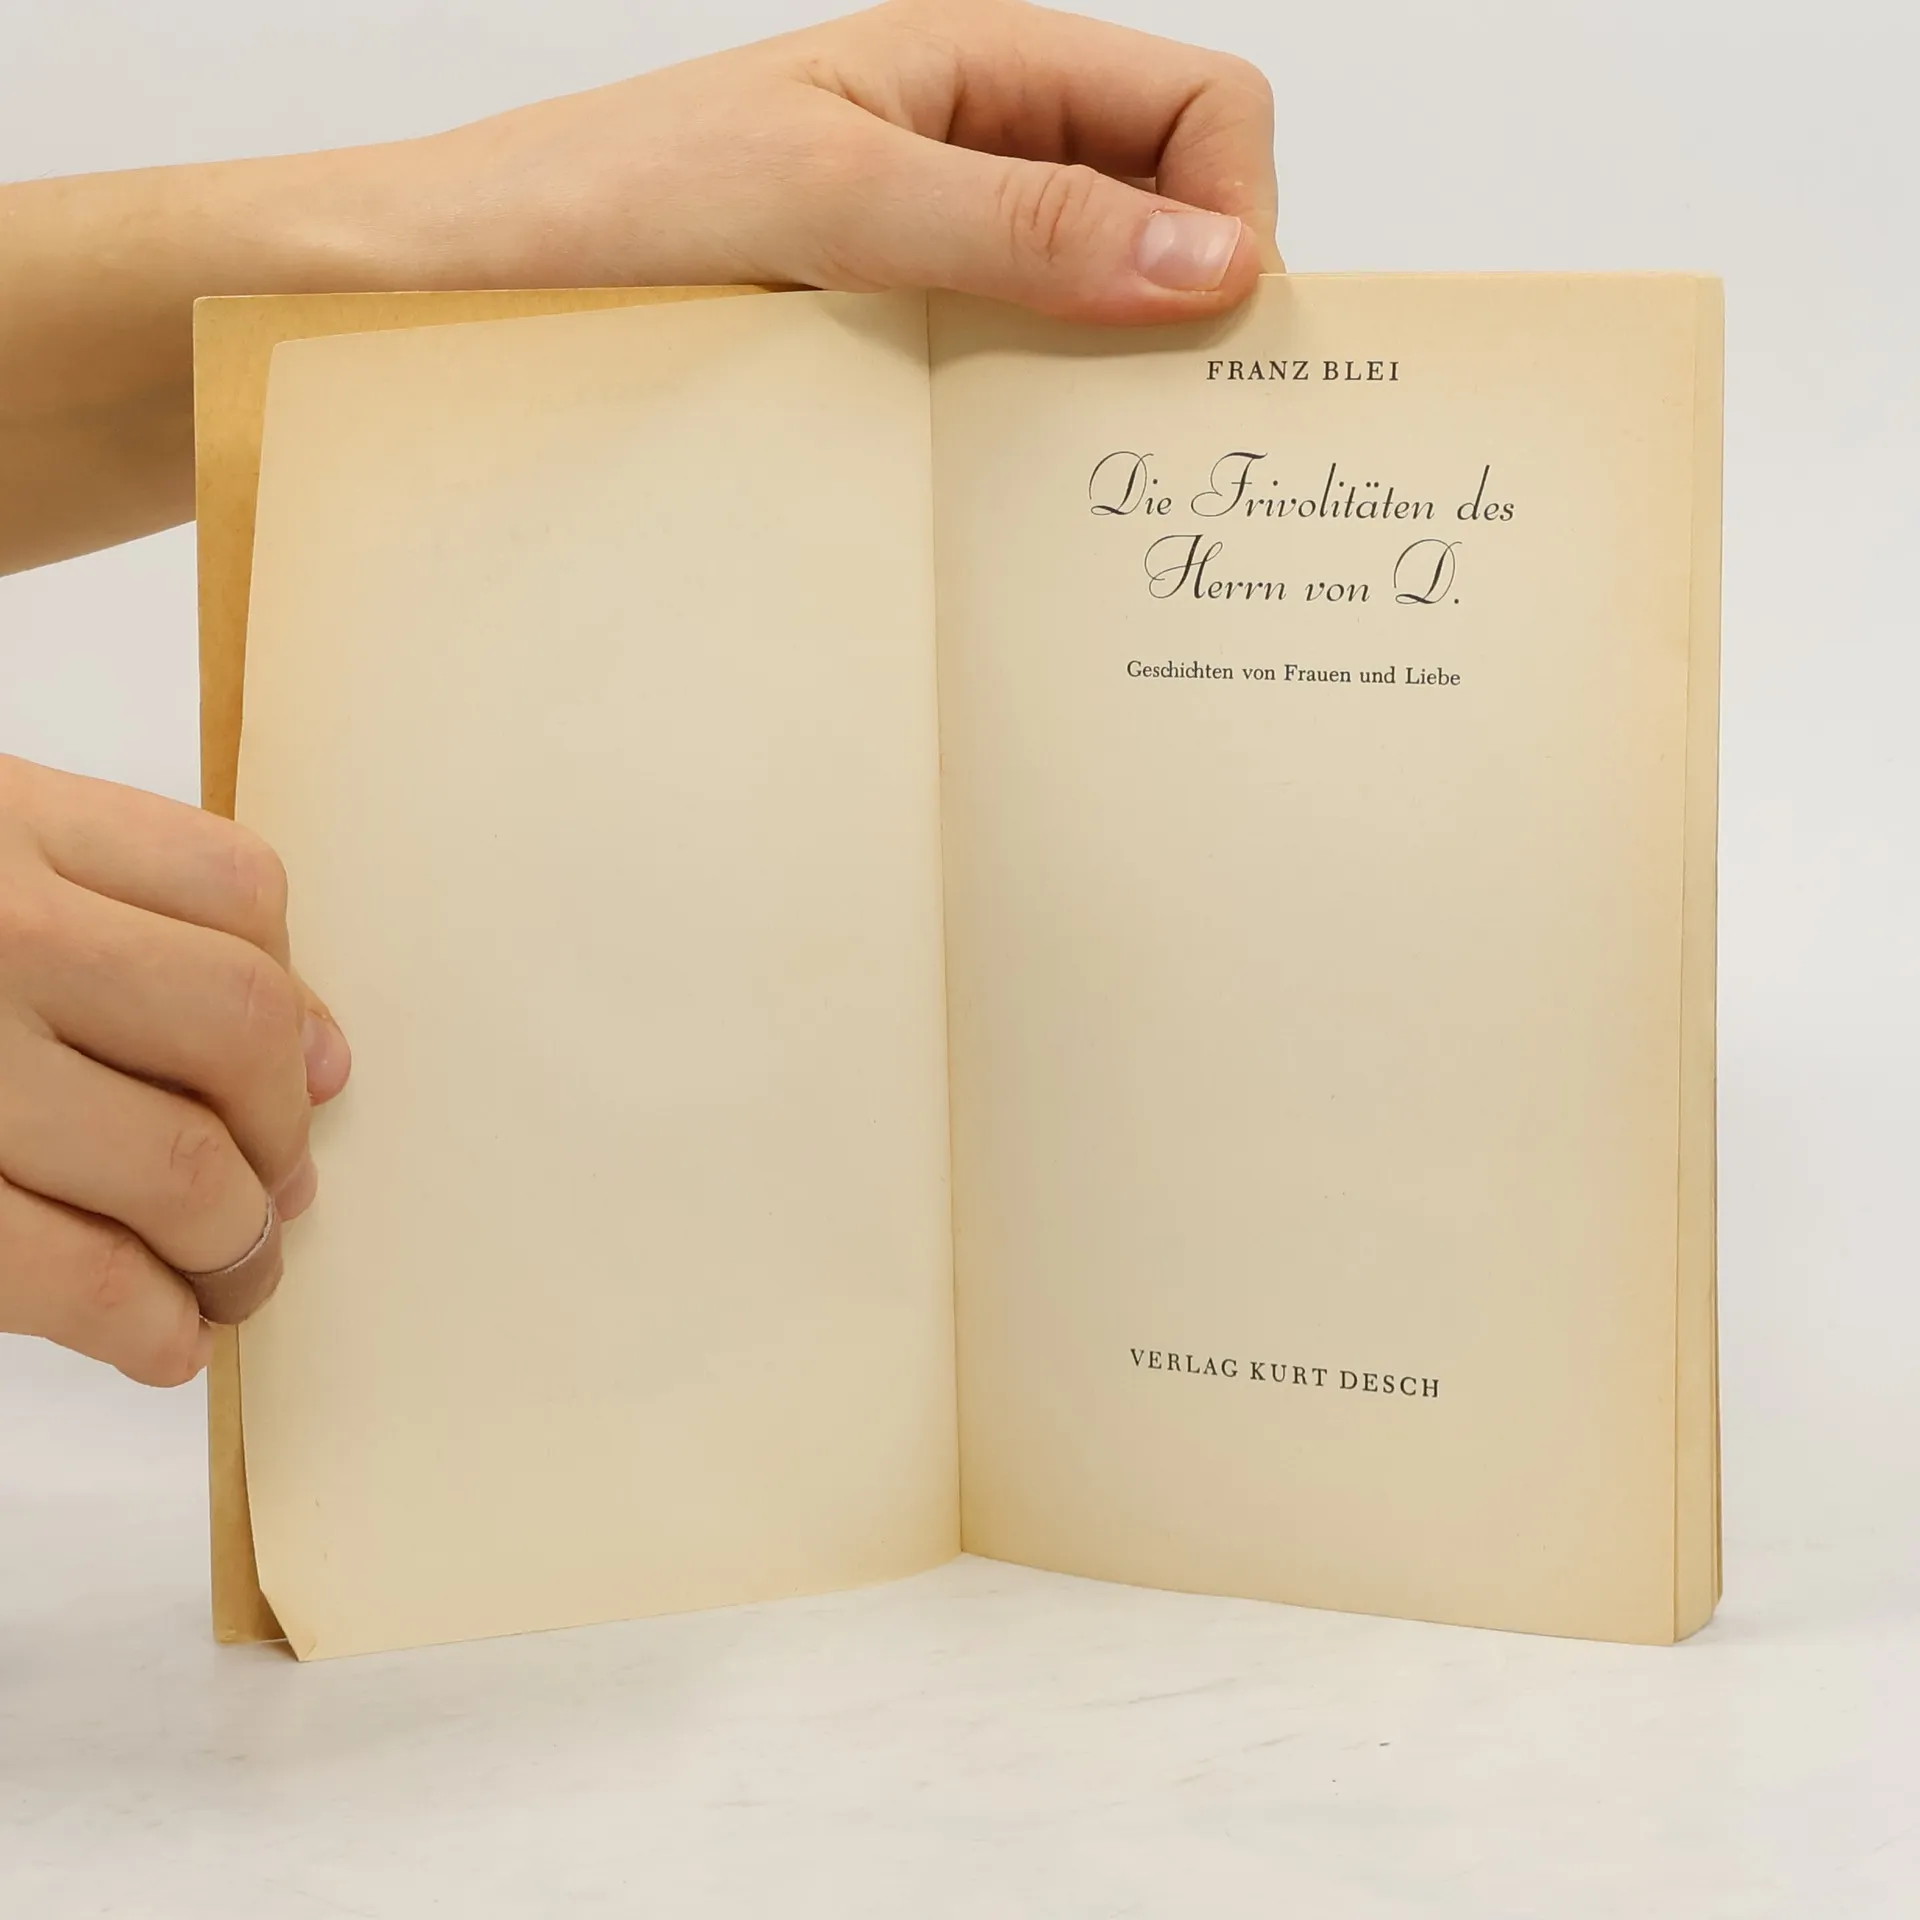 FRANZ BLEI
Die Frivolitäten des
Herrn von D.
Geschichten von Frauen und Liebe
VERLAG KURT DESCH